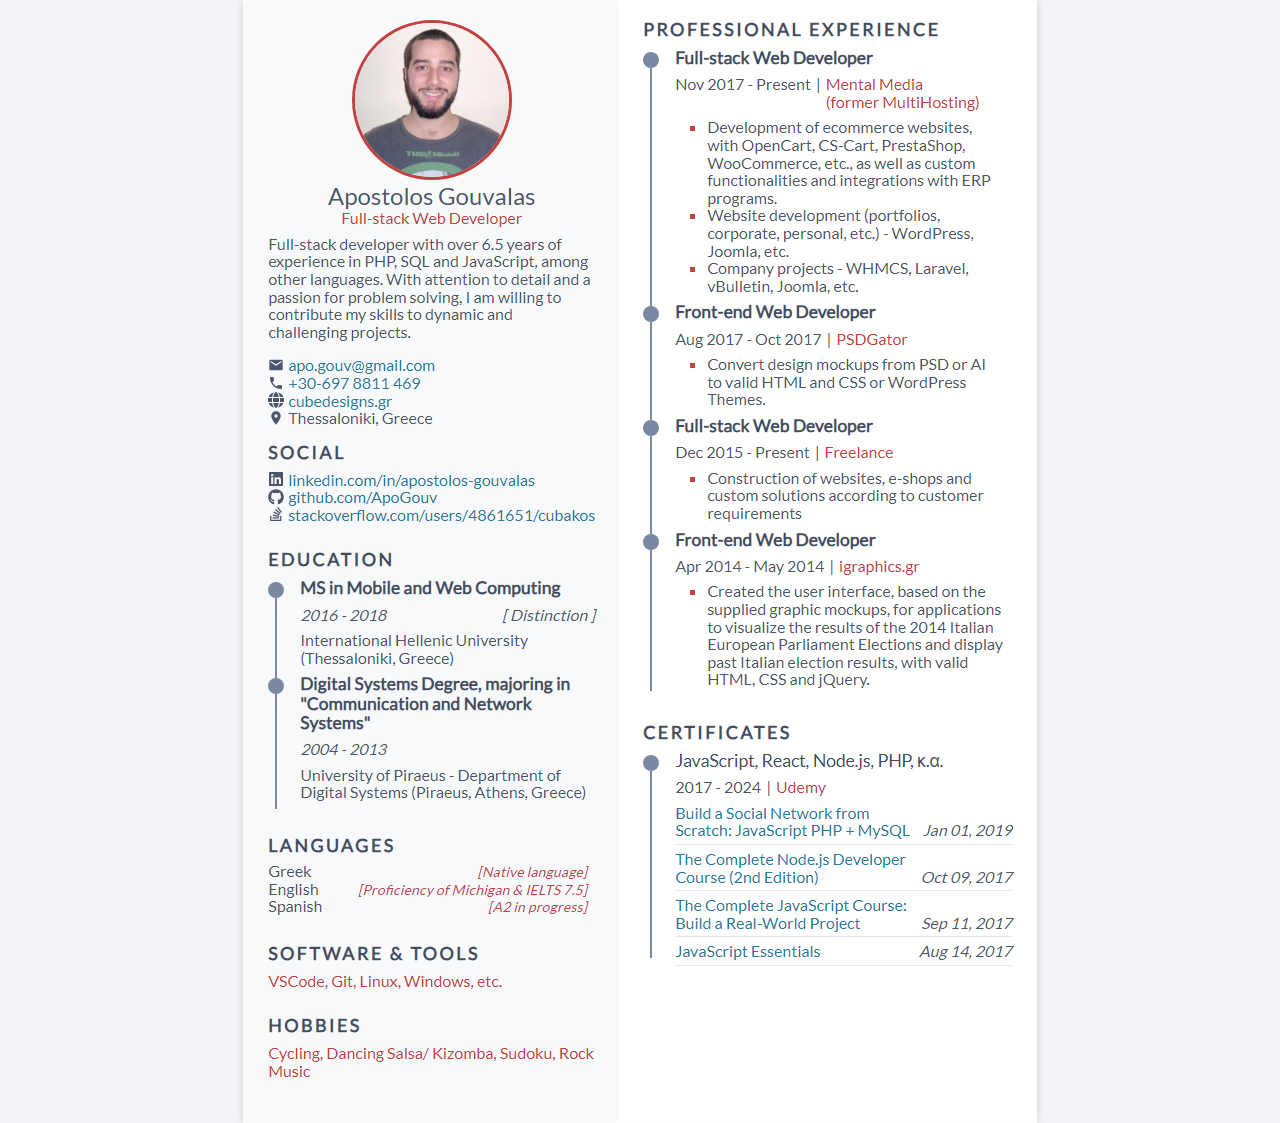 Apostolos Gouvalas
Full-stack Web Developer
Full-stack developer with over 6.5 years of
experience in PHP, SQL and JavaScript, among
other languages. With attention to detail and a
passion for problem solving, I am willing to
contribute my skills to dynamic and
challenging projects.
apo.gouv@gmail.com
+30-697 8811 469
cubedesigns.gr
Thessaloniki, Greece
SOCIAL
linkedin.com/in/apostolos-gouvalas
github.com/ApoGouv
stackoverflow.com/users/4861651/cubakos
EDUCATION
MS in Mobile and Web Computing
2016 - 2018 [ Distinction ]
International Hellenic University
(Thessaloniki, Greece)
Digital Systems Degree, majoring in
"Communication and Network
Systems"
2004 - 2013
University of Piraeus - Department of
Digital Systems (Piraeus, Athens, Greece)
LANGUAGES
Greek [Native language]
English [Proficiency of Michigan & IELTS 7.5]
Spanish [A2 in progress]
SOFTWARE & TOOLS
VSCode, Git, Linux, Windows, etc.
HOBBIES
Cycling, Dancing Salsa/ Kizomba, Sudoku, Rock
Music
PROFESSIONAL EXPERIENCE
Full-stack Web Developer
Nov 2017 - Present | Mental Media
(former MultiHosting)
Development of ecommerce websites,
with OpenCart, CS-Cart, PrestaShop,
WooCommerce, etc., as well as custom
functionalities and integrations with ERP
programs.
Website development (portfolios,
corporate, personal, etc.) - WordPress,
Joomla, etc.
Company projects - WHMCS, Laravel,
vBulletin, Joomla, etc.
Front-end Web Developer
Aug 2017 - Oct 2017 | PSDGator
Convert design mockups from PSD or AI
to valid HTML and CSS or WordPress
Themes.
Full-stack Web Developer
Dec 2015 - Present | Freelance
Construction of websites, e-shops and
custom solutions according to customer
requirements
Front-end Web Developer
Apr 2014 - May 2014 | igraphics.gr
Created the user interface, based on the
supplied graphic mockups, for applications
to visualize the results of the 2014 Italian
European Parliament Elections and display
past Italian election results, with valid
HTML, CSS and jQuery.
CERTIFICATES
JavaScript, React, Node.js, PHP, κ.α.
2017 - 2024 | Udemy
Build a Social Network from
Scratch: JavaScript PHP + MySQL Jan 01, 2019
The Complete Node.js Developer
Course (2nd Edition) Oct 09, 2017
The Complete JavaScript Course:
Build a Real-World Project Sep 11, 2017
JavaScript Essentials Aug 14, 2017